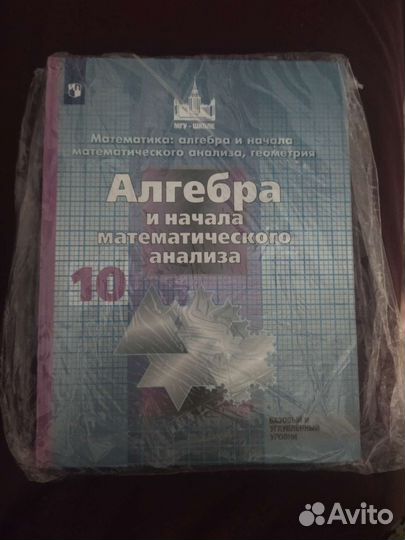 МГУ - ШКОЛЕ
Математика: алгебра и начала
математического анализа, геометрия
Алгебра
и начала
математического
анализа
10
БАЗОВЫЙ И
УГЛУБЛЁННЫЙ
УРОВНИ
Avito